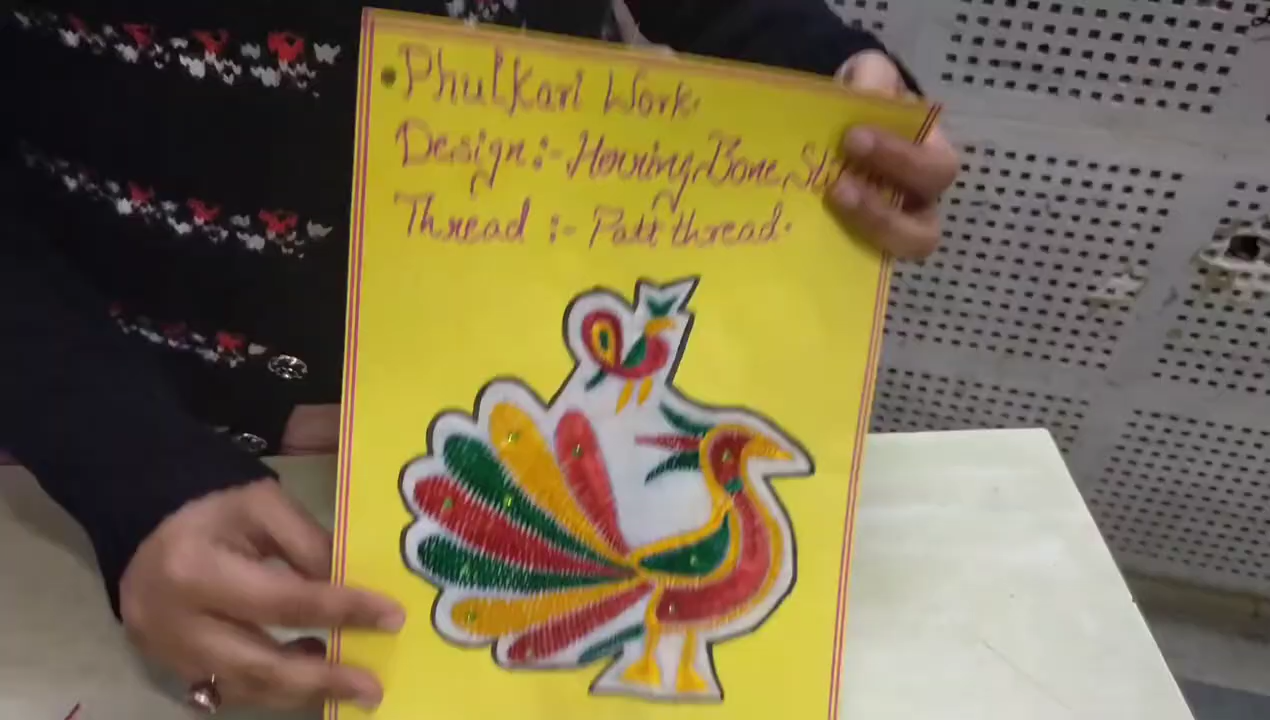 Phulkari Work.
Design:- Herring Bone
Thread :- Patt thread.